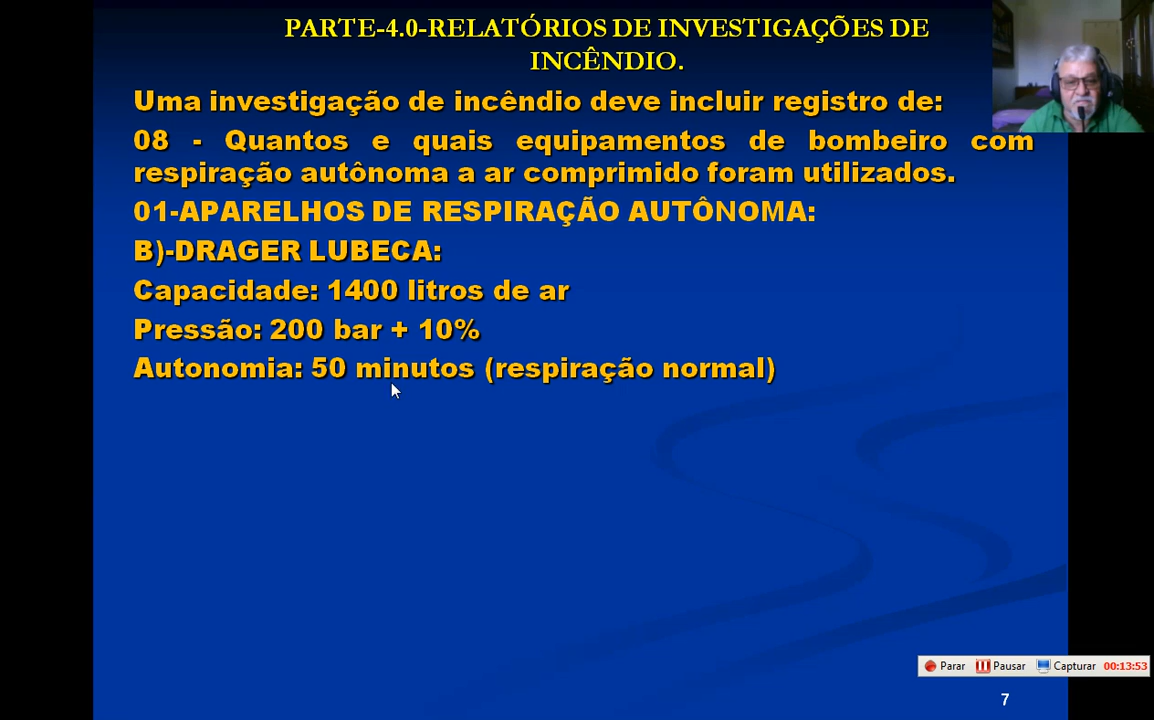 PARTE-4.0-RELATÓRIOS DE INVESTIGAÇÕES DE
INCÊNDIO.
Uma investigação de incêndio deve incluir registro de:
08 - Quantos e quais equipamentos de bombeiro com
respiração autônoma a ar comprimido foram utilizados.
01-APARELHOS DE RESPIRAÇÃO AUTÔNOMA:
B)-DRAGER LUBECA:
Capacidade: 1400 litros de ar
Pressão: 200 bar + 10%
Autonomia: 50 minutos (respiração normal)
Parar Pausar Capturar 00:13:53
7